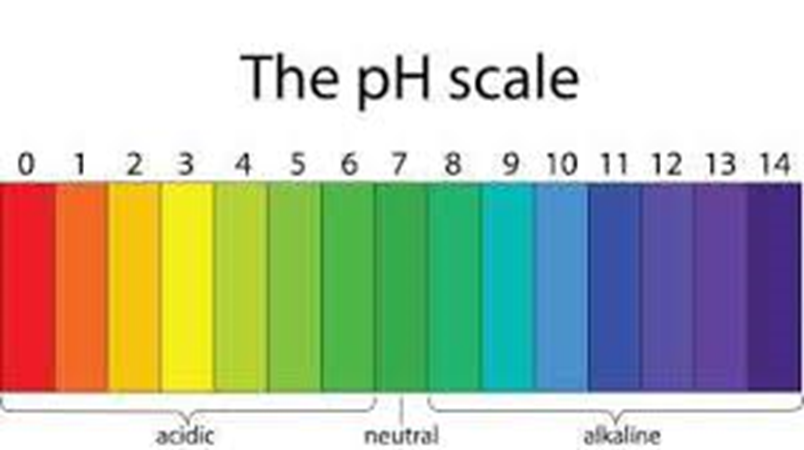 The pH scale
0 1 2 3 4 5 6 7 8 9 10 11 12 13 14
acidic neutral alkaline